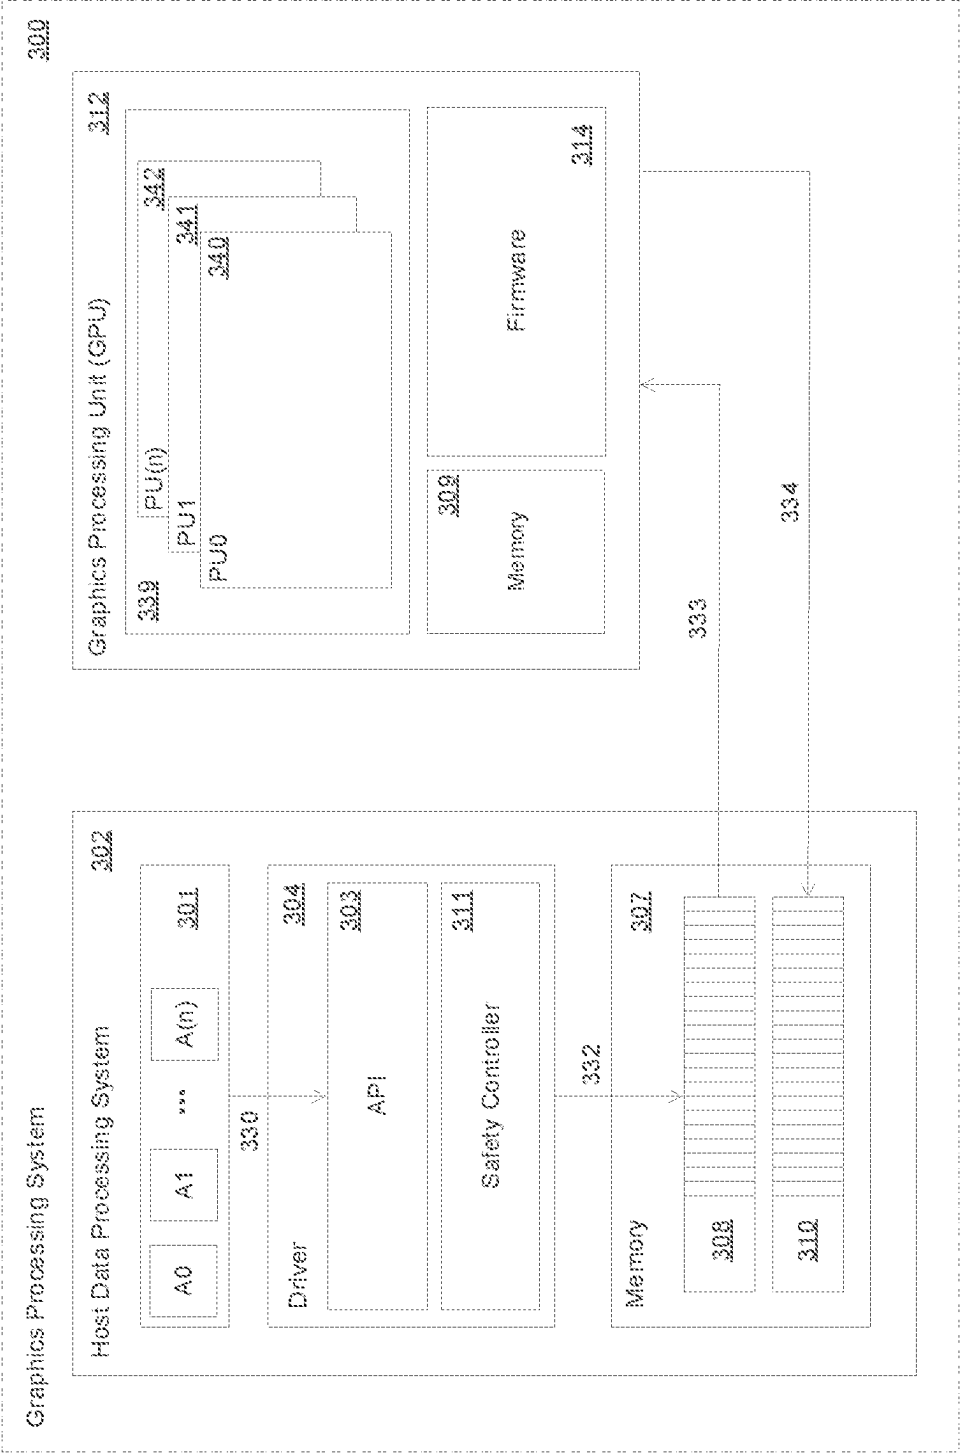 Graphics Processing System
300
Host Data Processing System
302
A0
A1
...
A(n)
301
330
Driver
304
API
303
Safety Controller
311
332
Memory
307
308
310
Graphics Processing Unit (GPU)
312
339
PU(n)
342
PU1
341
PU0
340
Memory
309
Firmware
314
333
334